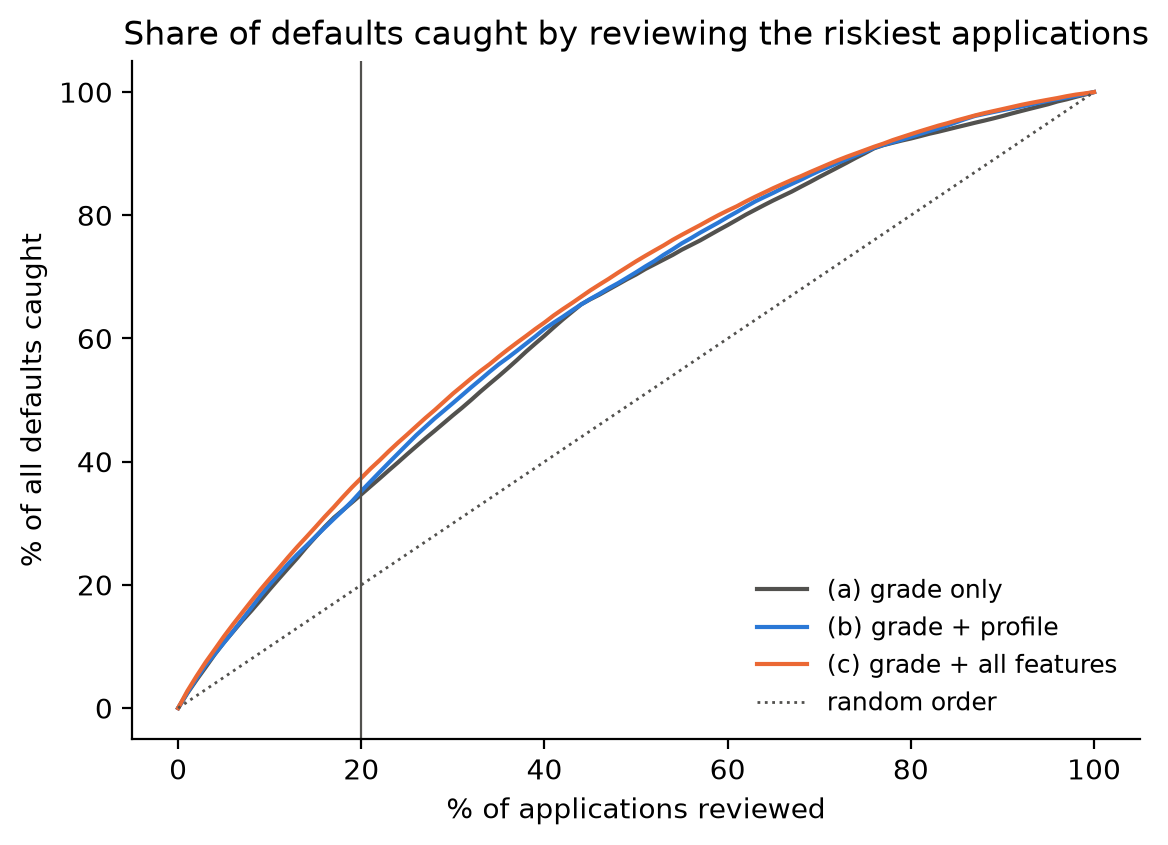 Share of defaults caught by reviewing the riskiest applications
% of all defaults caught
100
80
60
40
20
0
(a) grade only
(b) grade + profile
(c) grade + all features
random order
0 20 40 60 80 100
% of applications reviewed